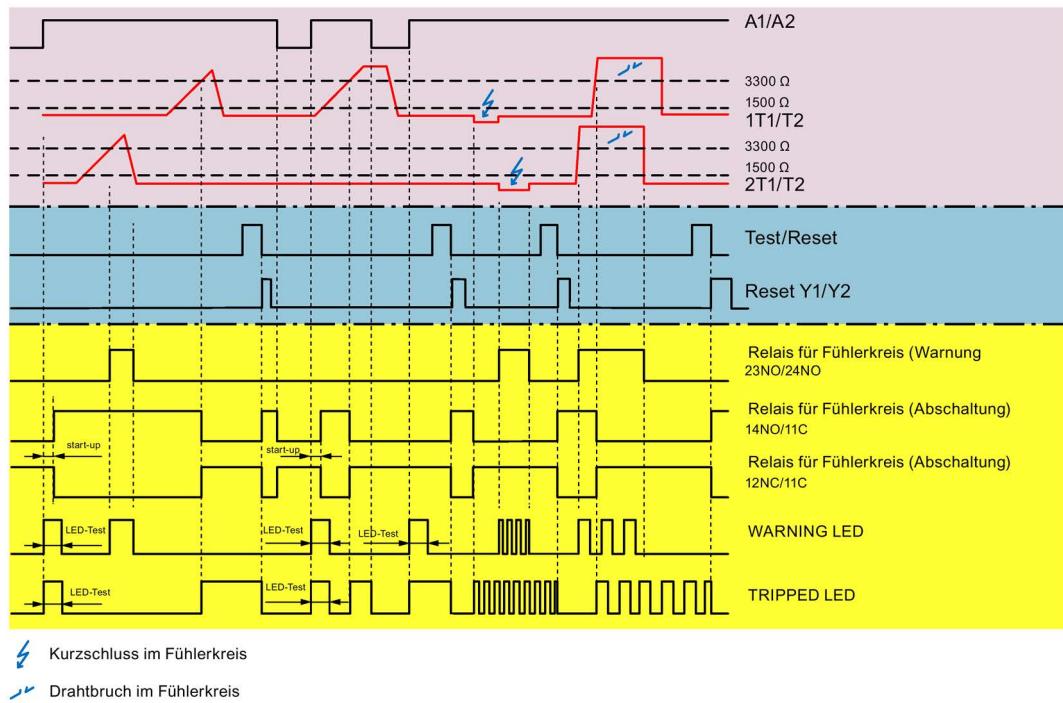 A1/A2
3300 Ω
1500 Ω
1T1/T2
3300 Ω
1500 Ω
2T1/T2
Test/Reset
Reset Y1/Y2
Relais für Fühlerkreis (Warnung
23NO/24NO
Relais für Fühlerkreis (Abschaltung)
14NO/11C
start-up
start-up
Relais für Fühlerkreis (Abschaltung)
12NC/11C
LED-Test
LED-Test
LED-Test
WARNING LED
LED-Test
LED-Test
TRIPPED LED
Kurzschluss im Fühlerkreis
Drahtbruch im Fühlerkreis